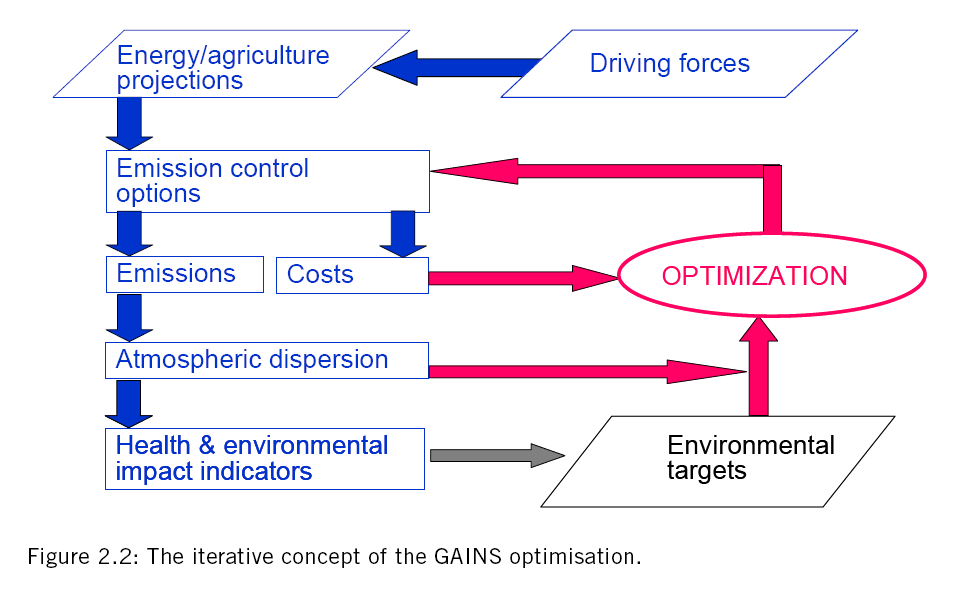 Energy/agriculture
projections
Driving forces
Emission control
options
Emissions
Costs
OPTIMIZATION
Atmospheric dispersion
Health & environmental
impact indicators
Environmental
targets
Figure 2.2: The iterative concept of the GAINS optimisation.